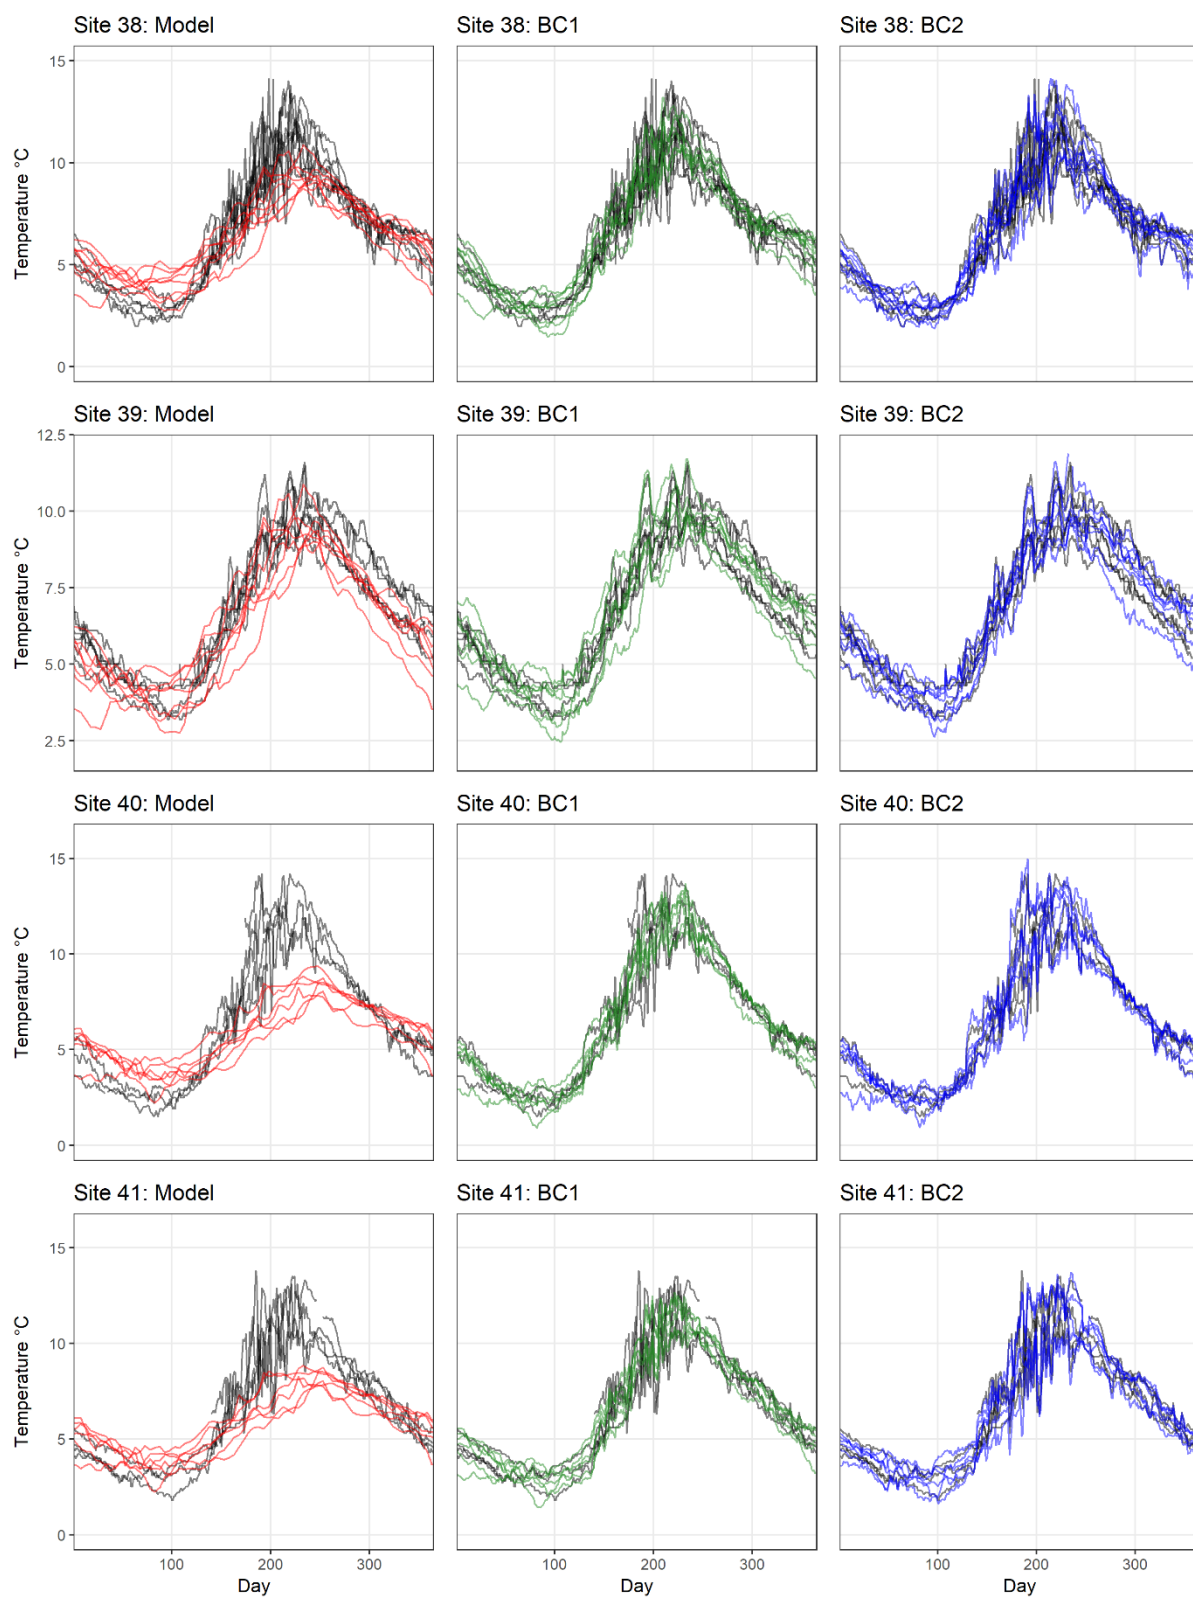 Site 38: Model
Site 38: BC1
Site 38: BC2
15
10
5
0
Temperature °C
Site 39: Model
Site 39: BC1
Site 39: BC2
12.5
10.0
7.5
5.0
2.5
Temperature °C
Site 40: Model
Site 40: BC1
Site 40: BC2
15
10
5
0
Temperature °C
Site 41: Model
Site 41: BC1
Site 41: BC2
15
10
5
0
Temperature °C
100 200 300
100 200 300
100 200 300
Day
Day
Day